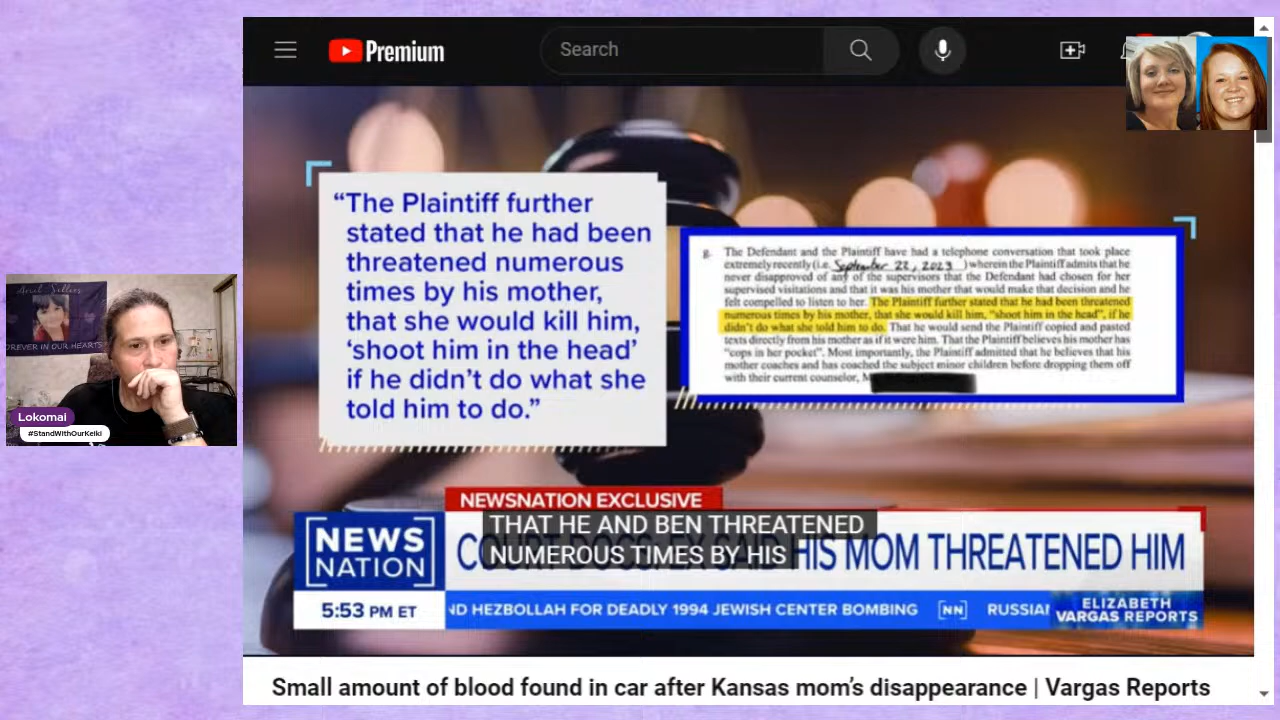 Premium
Search
“The Plaintiff further
stated that he had been
threatened numerous
times by his mother,
that she would kill him,
‘shoot him in the head’
if he didn’t do what she
told him to do.”
g. The Defendant and the Plaintiff have had a telephone conversation that took place
extremely recently (i.e. September 22, 2023 ) wherein the Plaintiff admits that he
never disapproved of any of the supervisors that the Defendant had chosen for her
supervised visitations and that it was his mother that would make that decision and he
felt compelled to listen to her. The Plaintiff further stated that he had been threatened
numerous times by his mother, that she would kill him, “shoot him in the head”, if he
didn’t do what she told him to do. That he would send the Plaintiff copied and pasted
texts directly from his mother as if it were him. That the Plaintiff believes his mother has
“cops in her pocket”. Most importantly, the Plaintiff admitted that he believes that his
mother coaches and has coached the subject minor children before dropping them off
with their current counselor, M
FOREVER IN OUR HEARTS
Lokomai
#StandWithOurKeiki
NEWSNATION EXCLUSIVE
THAT HE AND BEN THREATENED
NUMEROUS TIMES BY HIS
COURT DOCS: EX SAID HIS MOM THREATENED HIM
NEWS
NATION
5:53 PM ET
ND HEZBOLLAH FOR DEADLY 1994 JEWISH CENTER BOMBING [NN] RUSSIAN
ELIZABETH
VARGAS REPORTS
Small amount of blood found in car after Kansas mom’s disappearance | Vargas Reports